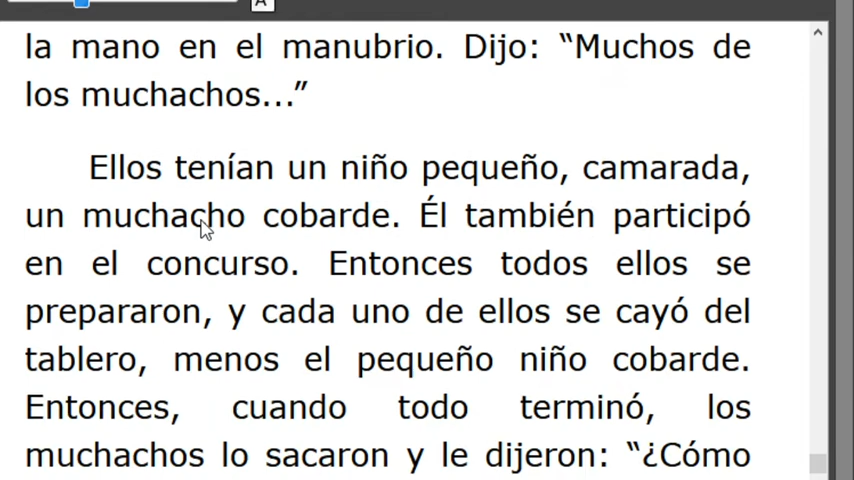 A
la mano en el manubrio. Dijo: “Muchos de
los muchachos...”
Ellos tenían un niño pequeño, camarada,
un muchacho cobarde. Él también participó
en el concurso. Entonces todos ellos se
prepararon, y cada uno de ellos se cayó del
tablero, menos el pequeño niño cobarde.
Entonces, cuando todo terminó, los
muchachos lo sacaron y le dijeron: “¿Cómo